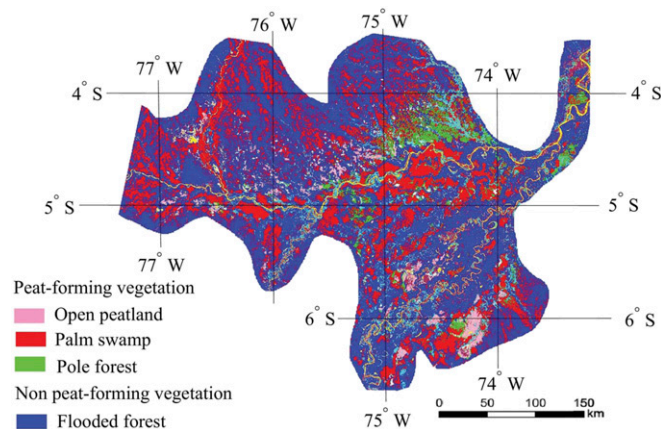 76° W
75° W
77° W
74° W
4° S
4° S
5° S
5° S
77° W
76° W
Peat-forming vegetation
Open peatland
Palm swamp
Pole forest
6° S
6° S
Non peat-forming vegetation
Flooded forest
75° W
74° W
0 50 100 150
km